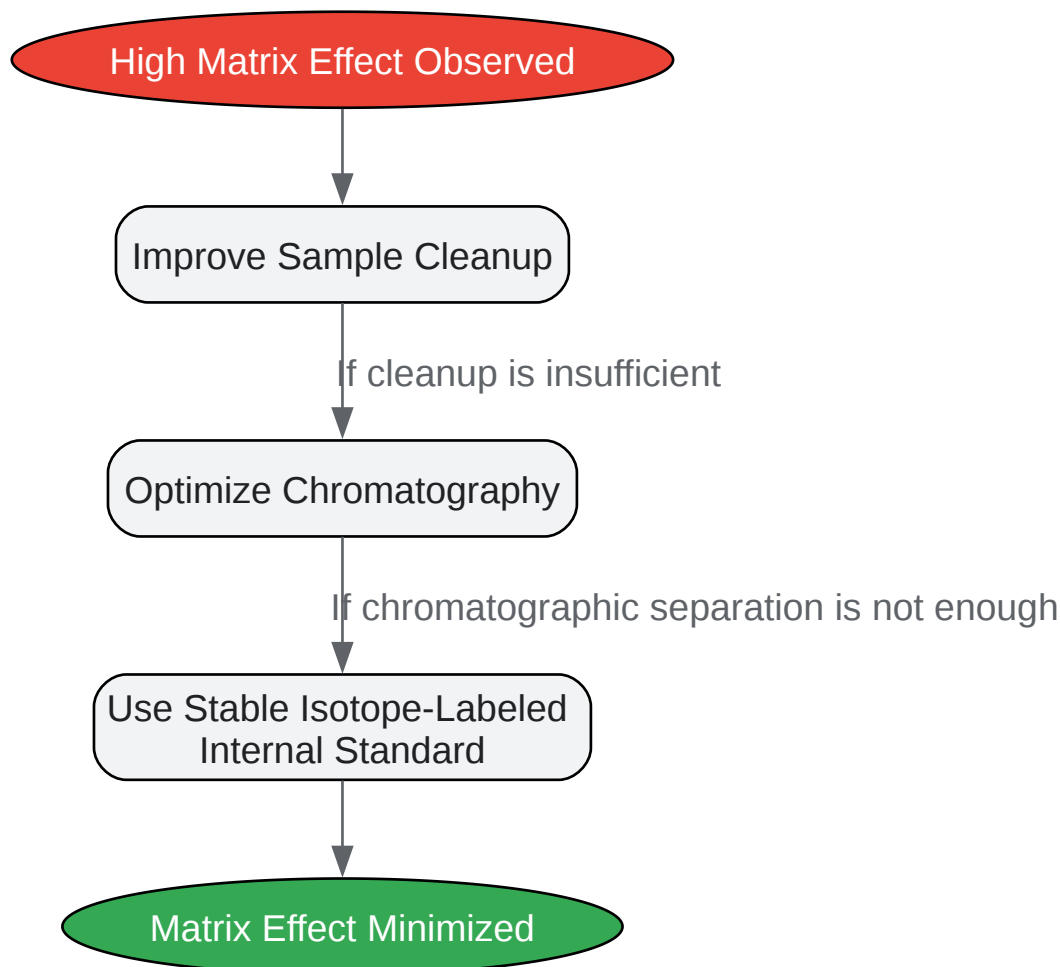 High Matrix Effect Observed
Improve Sample Cleanup
If cleanup is insufficient
Optimize Chromatography
If chromatographic separation is not enough
Use Stable Isotope-Labeled
Internal Standard
Matrix Effect Minimized